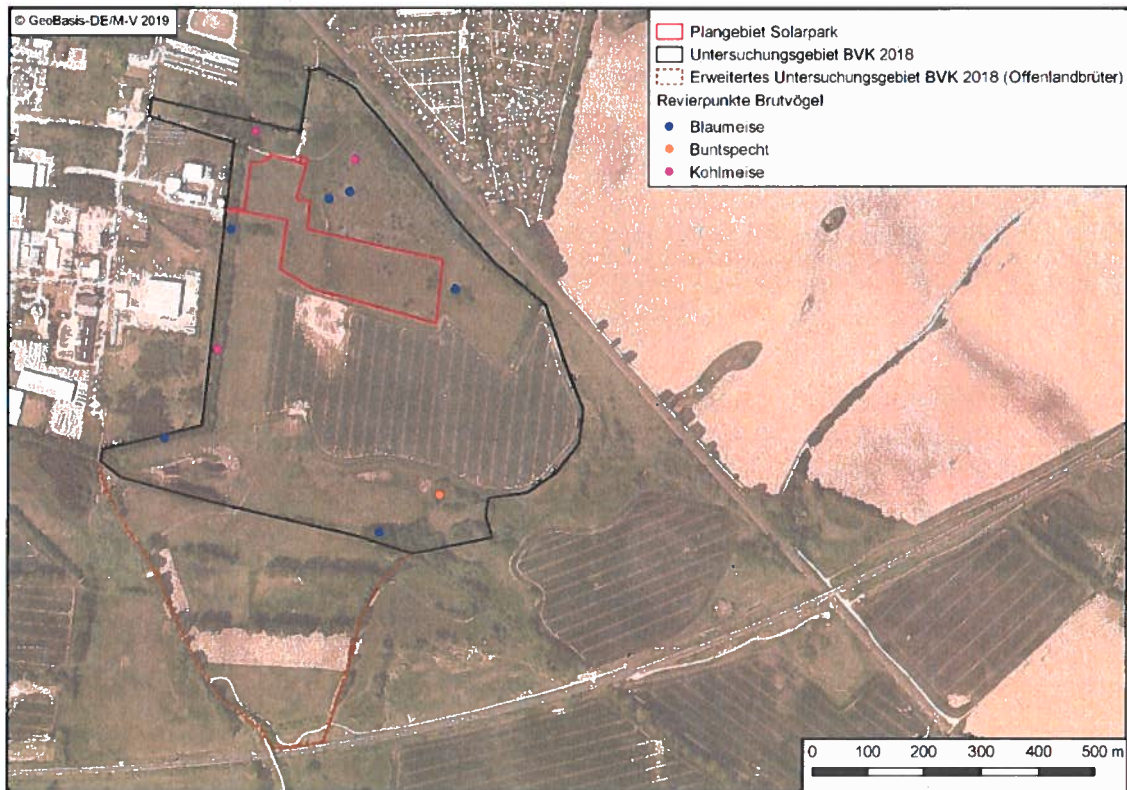 © GeoBasis-DE/M-V 2019
Plangebiet Solarpark
Untersuchungsgebiet BVK 2018
Erweitertes Untersuchungsgebiet BVK 2018 (Offenlandbrüter)
Revierpunkte Brutvögel
Blaumeise
Buntspecht
Kohlmeise
0 100 200 300 400 500 m